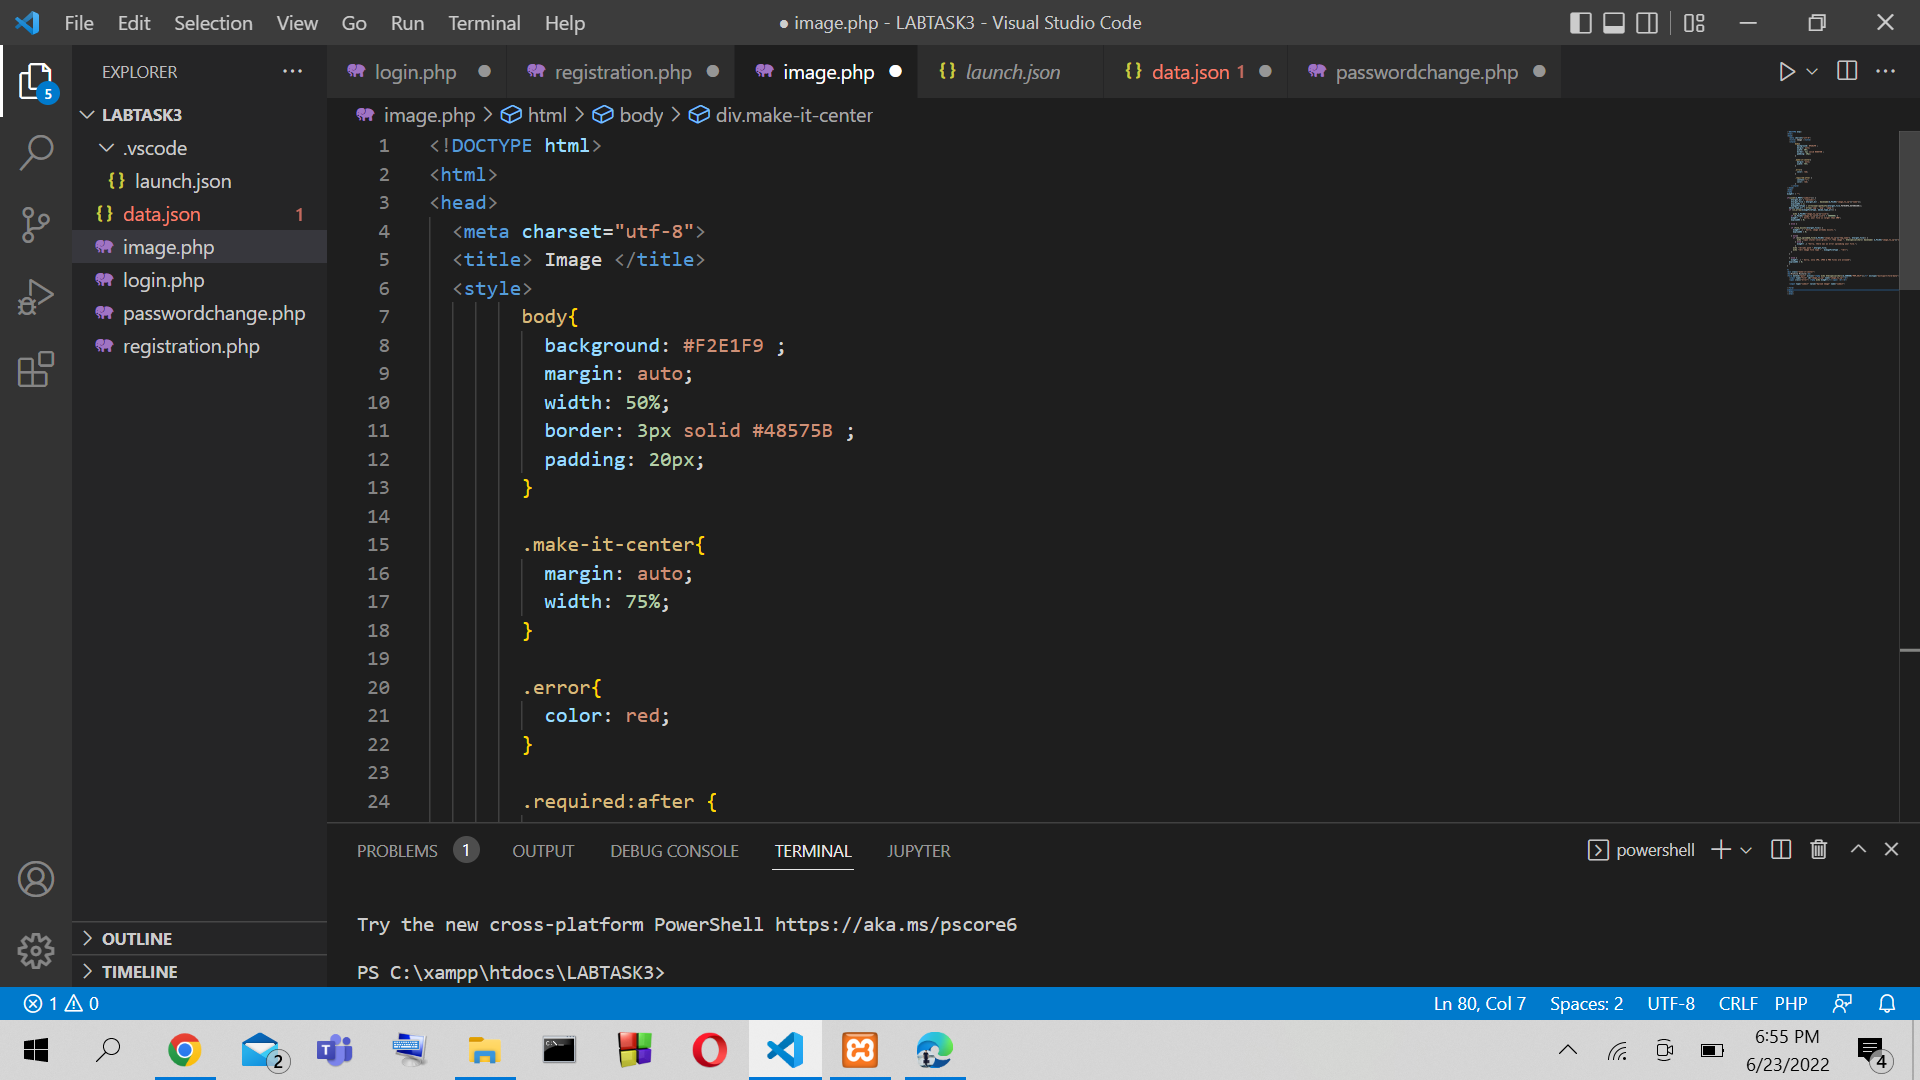 File Edit Selection View Go Run Terminal Help
● image.php - LABTASK3 - Visual Studio Code
5
EXPLORER
LABTASK3
.vscode
{} launch.json
{} data.json 1
image.php
login.php
passwordchange.php
registration.php
OUTLINE
TIMELINE
login.php registration.php image.php {} launch.json {} data.json 1 passwordchange.php
image.php > html > body > div.make-it-center
1 <!DOCTYPE html>
2 <html>
3 <head>
4 <meta charset="utf-8">
5 <title> Image </title>
6 <style>
7 body{
8 background: #F2E1F9 ;
9 margin: auto;
10 width: 50%;
11 border: 3px solid #48575B ;
12 padding: 20px;
13 }
14
15 .make-it-center{
16 margin: auto;
17 width: 75%;
18 }
19
20 .error{
21 color: red;
22 }
23
24 .required:after {
PROBLEMS 1 OUTPUT DEBUG CONSOLE TERMINAL JUPYTER
powershell
Try the new cross-platform PowerShell https://aka.ms/pscore6
PS C:\xampp\htdocs\LABTASK3>
1 0
Ln 80, Col 7 Spaces: 2 UTF-8 CRLF PHP
2
6:55 PM
6/23/2022
4